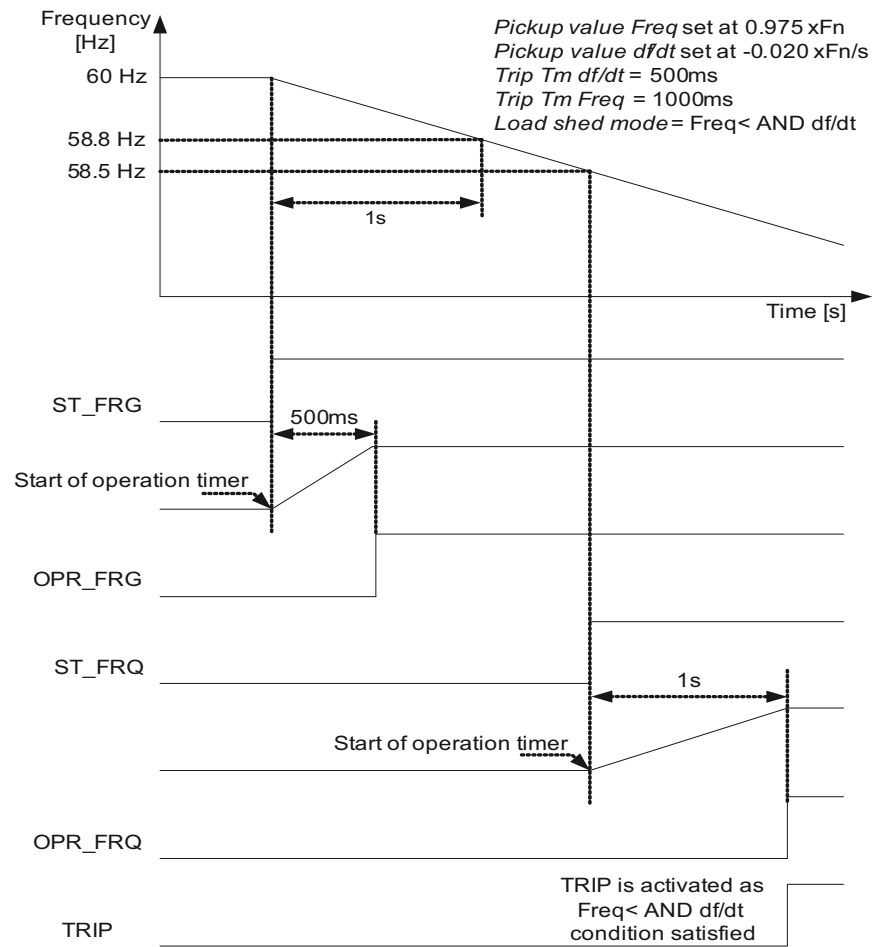 Frequency
[Hz]
Pickup value Freq set at 0.975 xFn
Pickup value df/dt set at -0.020 xFn/s
Trip Tm df/dt = 500ms
Trip Tm Freq = 1000ms
Load shed mode = Freq< AND df/dt
60 Hz
58.8 Hz
58.5 Hz
1s
Time [s]
ST_FRG
500ms
Start of operation timer
OPR_FRG
ST_FRQ
1s
Start of operation timer
OPR_FRQ
TRIP is activated as
Freq< AND df/dt
condition satisfied
TRIP